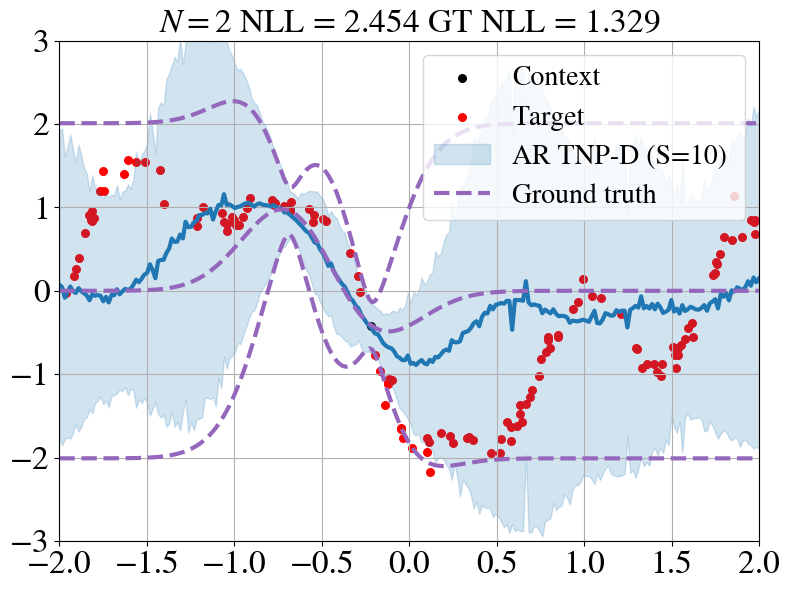 N = 2 NLL = 2.454 GT NLL = 1.329
3
2
1
0
−1
−2
−3
Context
Target
AR TNP-D (S=10)
Ground truth
−2.0 −1.5 −1.0 −0.5 0.0 0.5 1.0 1.5 2.0